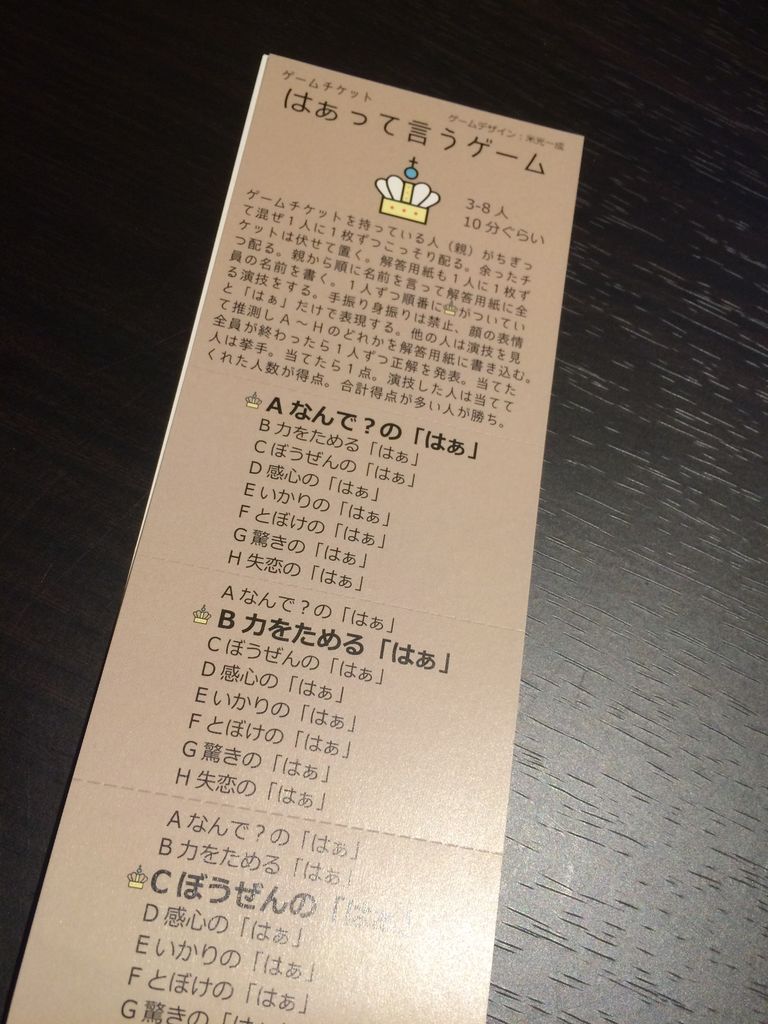 ゲームチケット
はぁって言うゲーム
ゲームデザイン：米光一成
3-8人
10分ぐらい
ゲームチケットを持っている人（親）がちぎっ
て混ぜ1人に1枚ずつこっそり配る。余ったチ
ケットは伏せて置く。解答用紙も1人に1枚ず
つ配る。親から順に名前を言って解答用紙に全
員の名前を書く。1人ずつ順番に がついてい
る演技をする。手振り身振りは禁止、顔の表情
と「はぁ」だけで表現する。他の人は演技を見
て推測しA～Hのどれかを解答用紙に書き込む。
全員が終わったら1人ずつ正解を発表。当てた
人は挙手。当てたら1点。演技した人は当てて
くれた人数が得点。合計得点が多い人が勝ち。
Aなんで？の「はぁ」
B力をためる「はぁ」
Cぼうぜんの「はぁ」
D感心の「はぁ」
Eいかりの「はぁ」
Fとぼけの「はぁ」
G驚きの「はぁ」
H失恋の「はぁ」
Aなんで？の「はぁ」
B力をためる「はぁ」
Cぼうぜんの「はぁ」
D感心の「はぁ」
Eいかりの「はぁ」
Fとぼけの「はぁ」
G驚きの「はぁ」
H失恋の「はぁ」
Aなんで？の「はぁ」
B力をためる「はぁ」
Cぼうぜんの「はぁ」
D感心の「はぁ」
Eいかりの「はぁ」
Fとぼけの「はぁ」
G驚きの「はぁ」